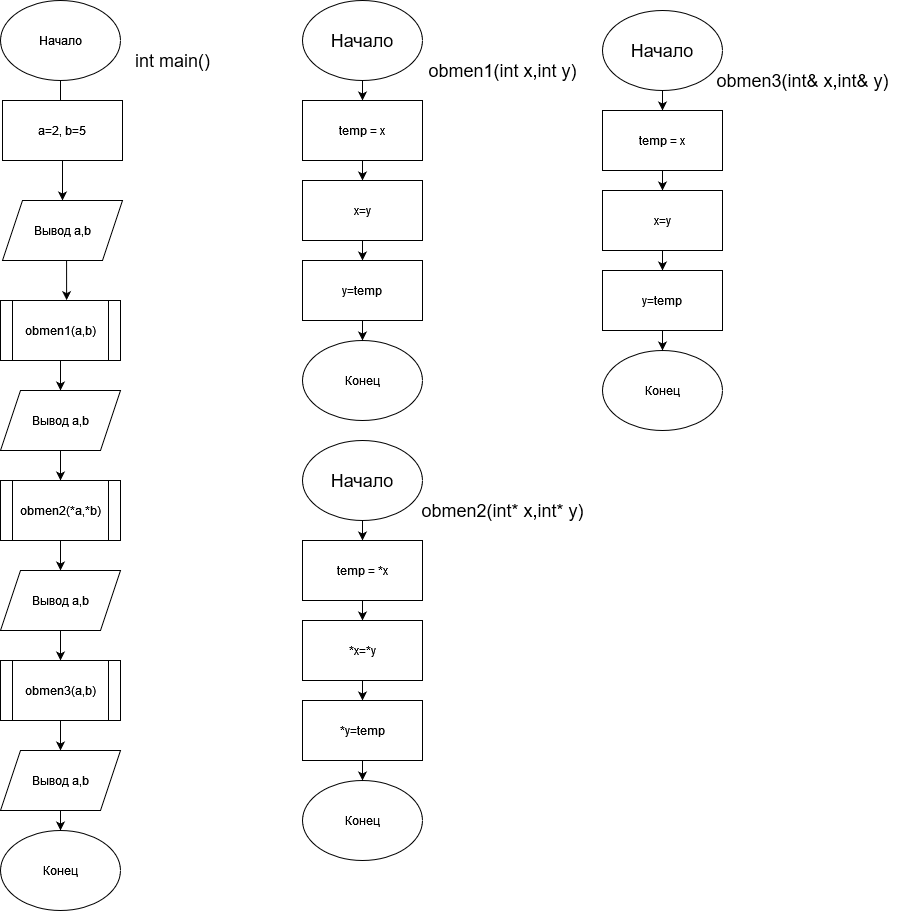 Начало
int main()
a=2, b=5
Вывод a,b
obmen1(a,b)
Вывод a,b
obmen2(*a,*b)
Вывод a,b
obmen3(a,b)
Вывод a,b
Конец
Начало
obmen1(int x,int y)
temp = x
x=y
y=temp
Конец
Начало
obmen2(int* x,int* y)
temp = *x
*x=*y
*y=temp
Конец
Начало
obmen3(int& x,int& y)
temp = x
x=y
y=temp
Конец